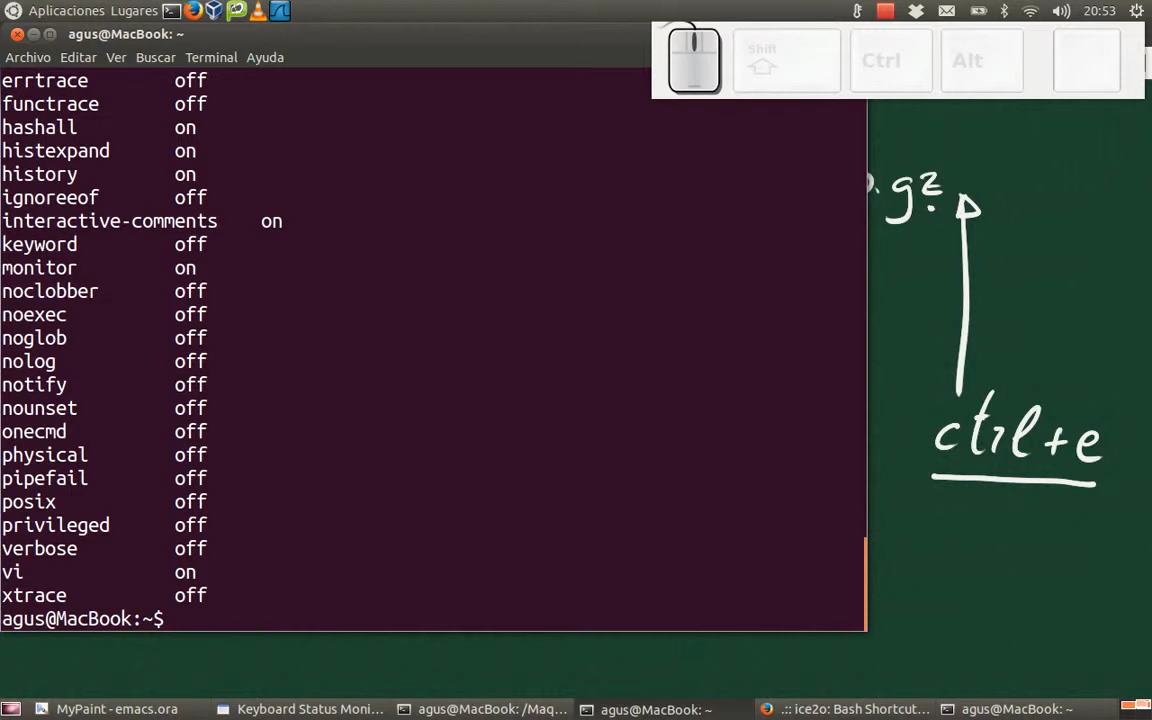 Aplicaciones Lugares
20:53
agus@MacBook: ~
Archivo Editar Ver Buscar Terminal Ayuda
Shift
Ctrl
Alt
errtrace off
functrace off
hashall on
histexpand on
history on
ignoreeof off
interactive-comments on
keyword off
monitor on
noclobber off
noexec off
noglob off
nolog off
notify off
nounset off
onecmd off
physical off
pipefail off
posix off
privileged off
verbose off
vi on
xtrace off
agus@MacBook:~$
.gz
ctrl+e
MyPaint - emacs.ora
Keyboard Status Moni...
agus@MacBook: /Maq...
agus@MacBook: ~
.:: ice2o: Bash Shortcut...
agus@MacBook: ~